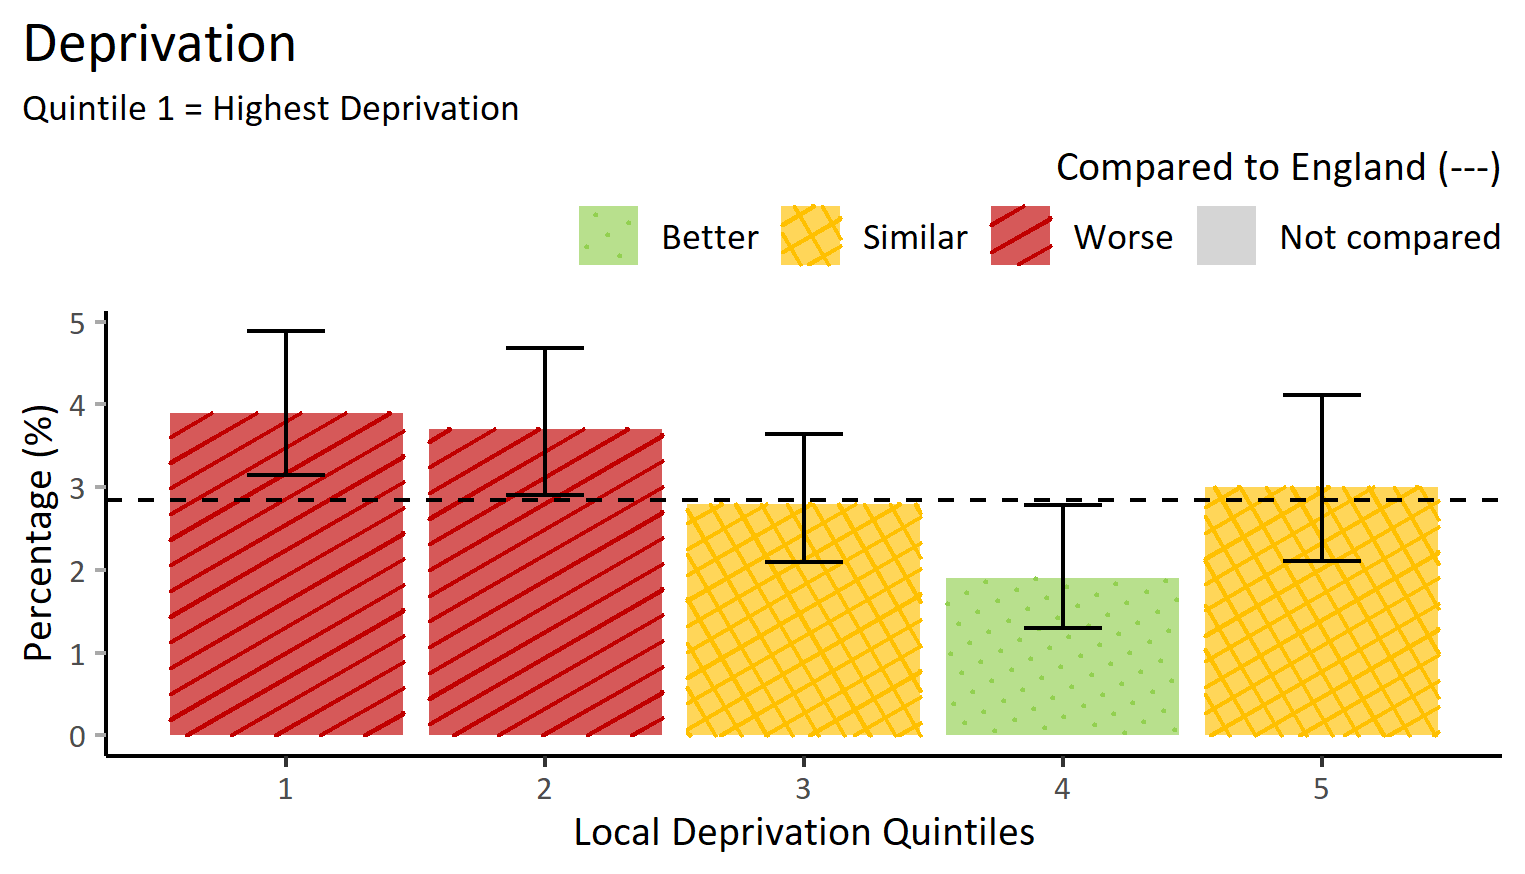 Deprivation
Quintile 1 = Highest Deprivation
Compared to England (---)
Better Similar Worse Not compared
Percentage (%)
5
4
3
2
1
0
1 2 3 4 5
Local Deprivation Quintiles